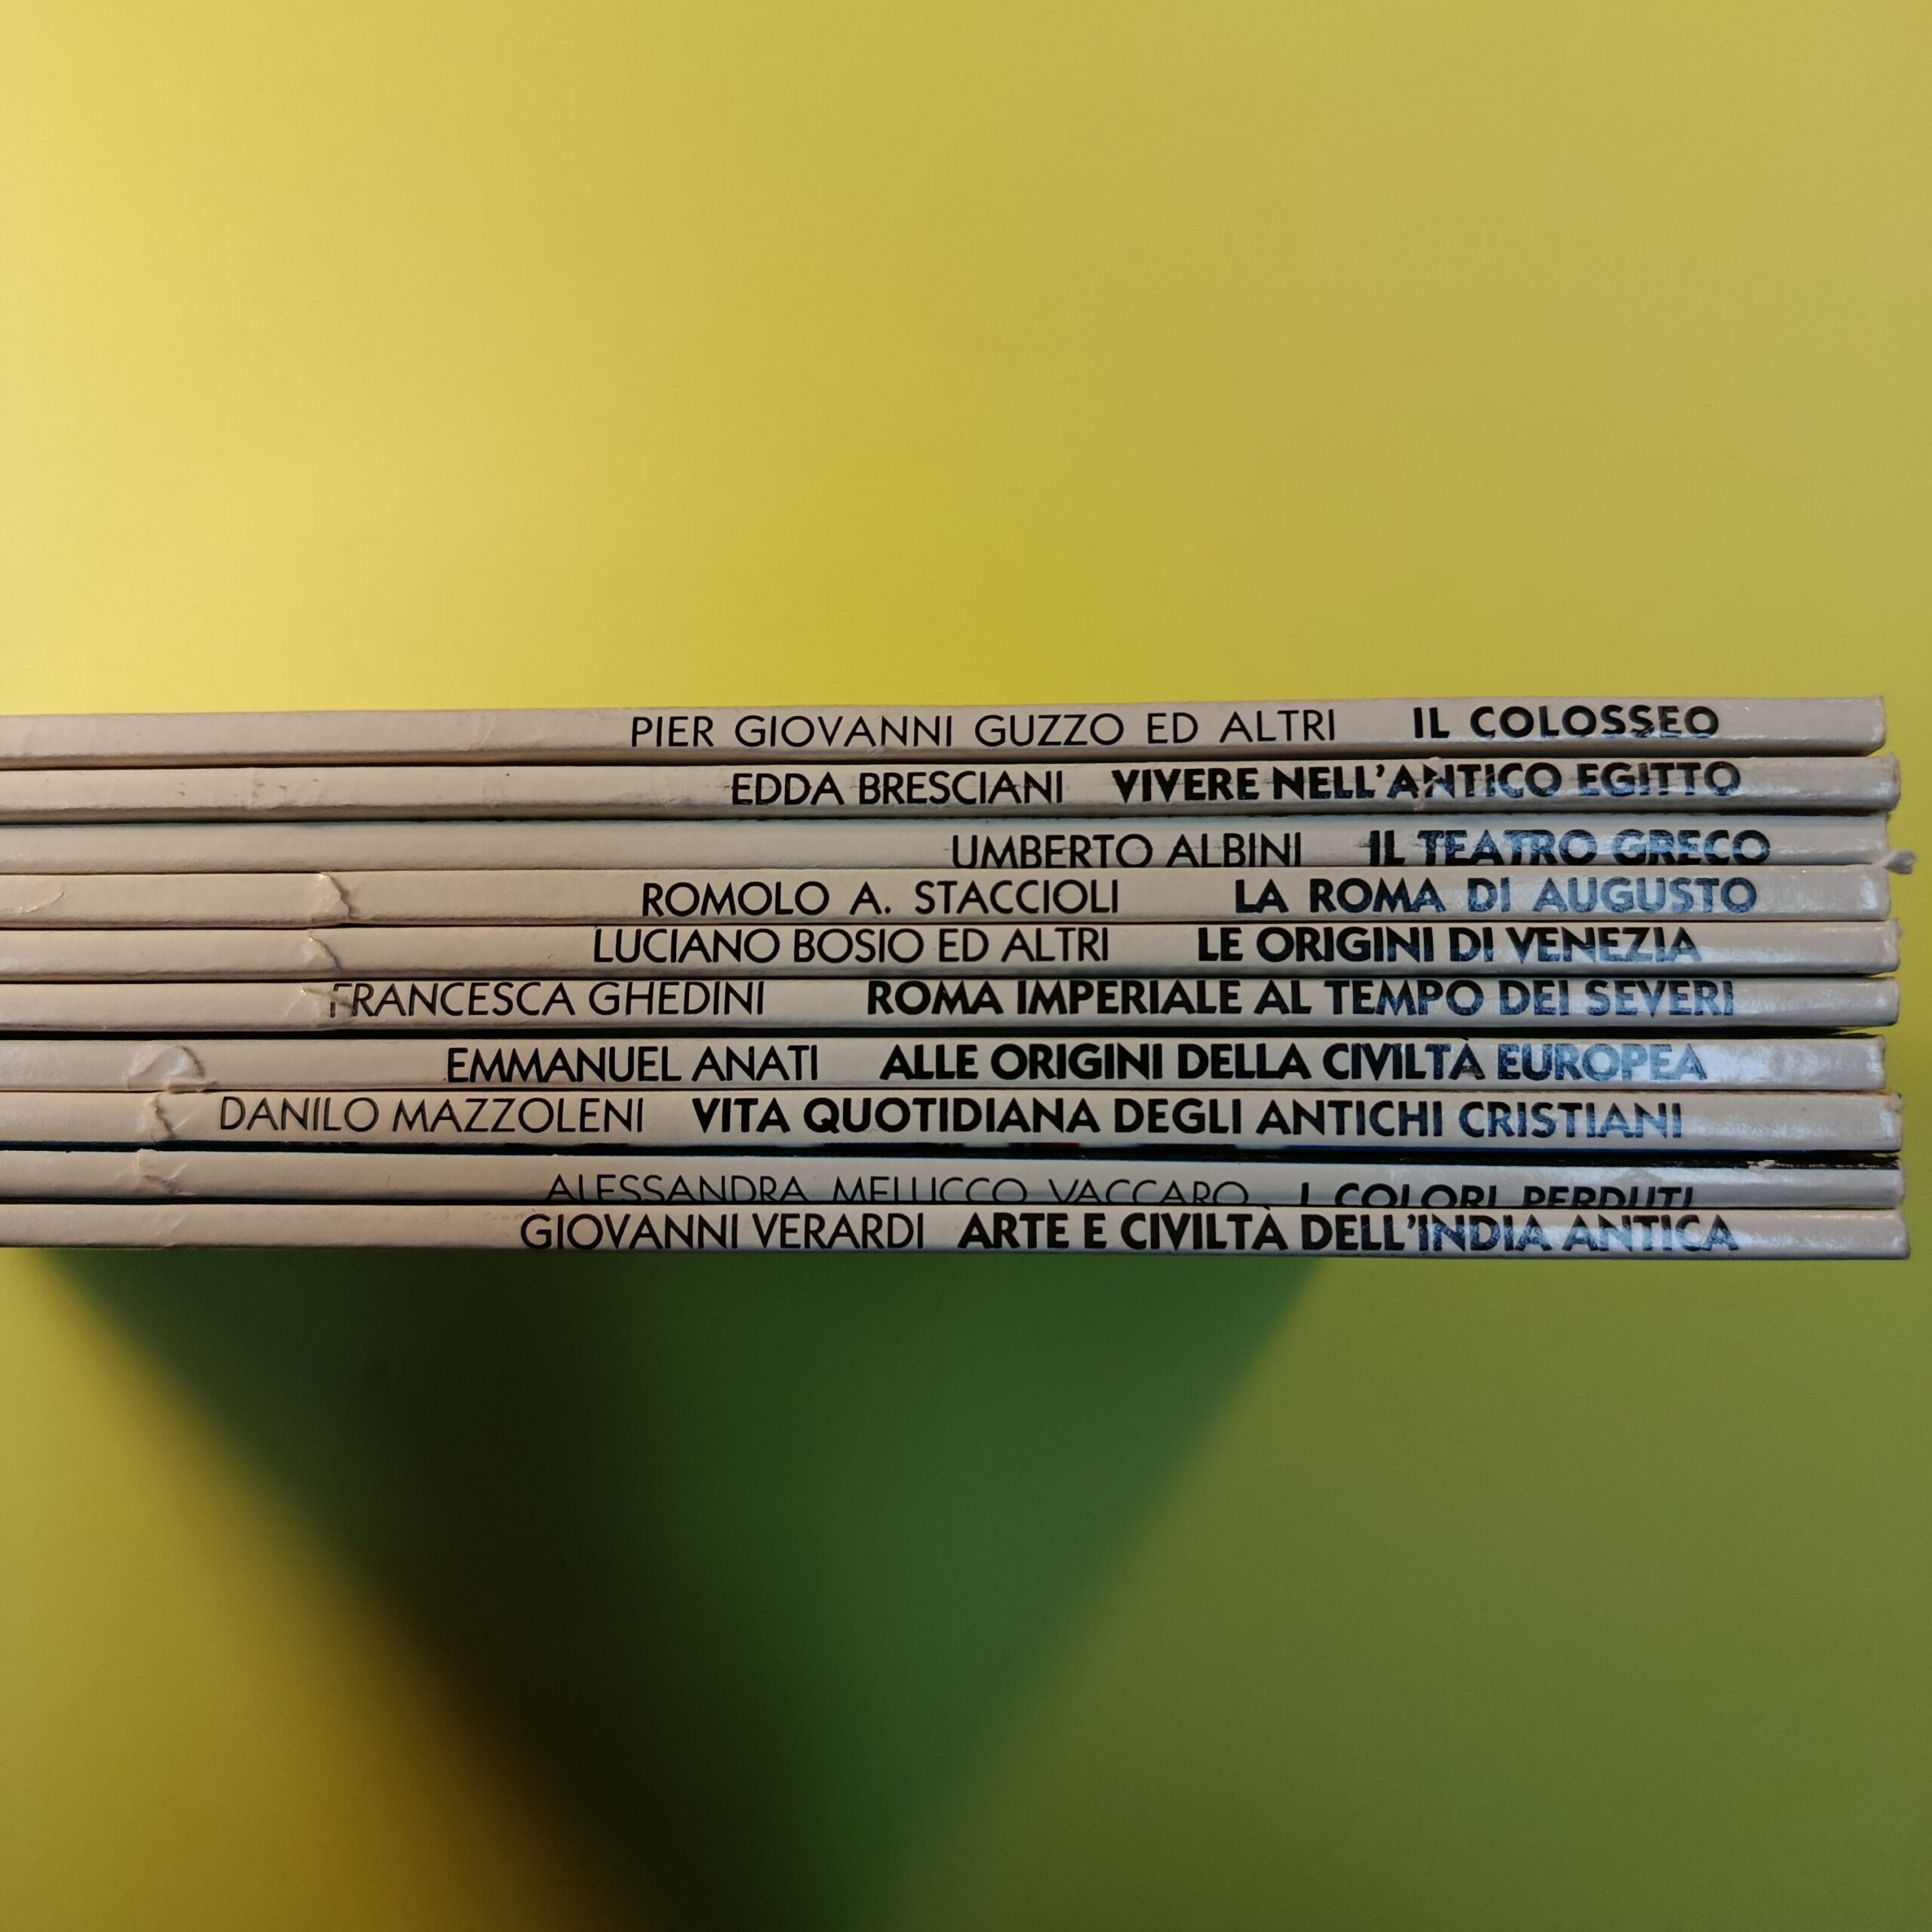 PIER GIOVANNI GUZZO ED ALTRI IL COLOSSEO
EDDA BRESCIANI VIVERE NELL'ANTICO EGITTO
UMBERTO ALBINI IL TEATRO GRECO
ROMOLO A. STACCIOLI LA ROMA DI AUGUSTO
LUCIANO BOSIO ED ALTRI LE ORIGINI DI VENEZIA
FRANCESCA GHEDINI ROMA IMPERIALE AL TEMPO DEI SEVERI
EMMANUEL ANATI ALLE ORIGINI DELLA CIVILTÀ EUROPEA
DANILO MAZZOLENI VITA QUOTIDIANA DEGLI ANTICHI CRISTIANI
ALESSANDRA MELUCCO VACCARO I COLORI PERDUTI
GIOVANNI VERARDI ARTE E CIVILTÀ DELL'INDIA ANTICA